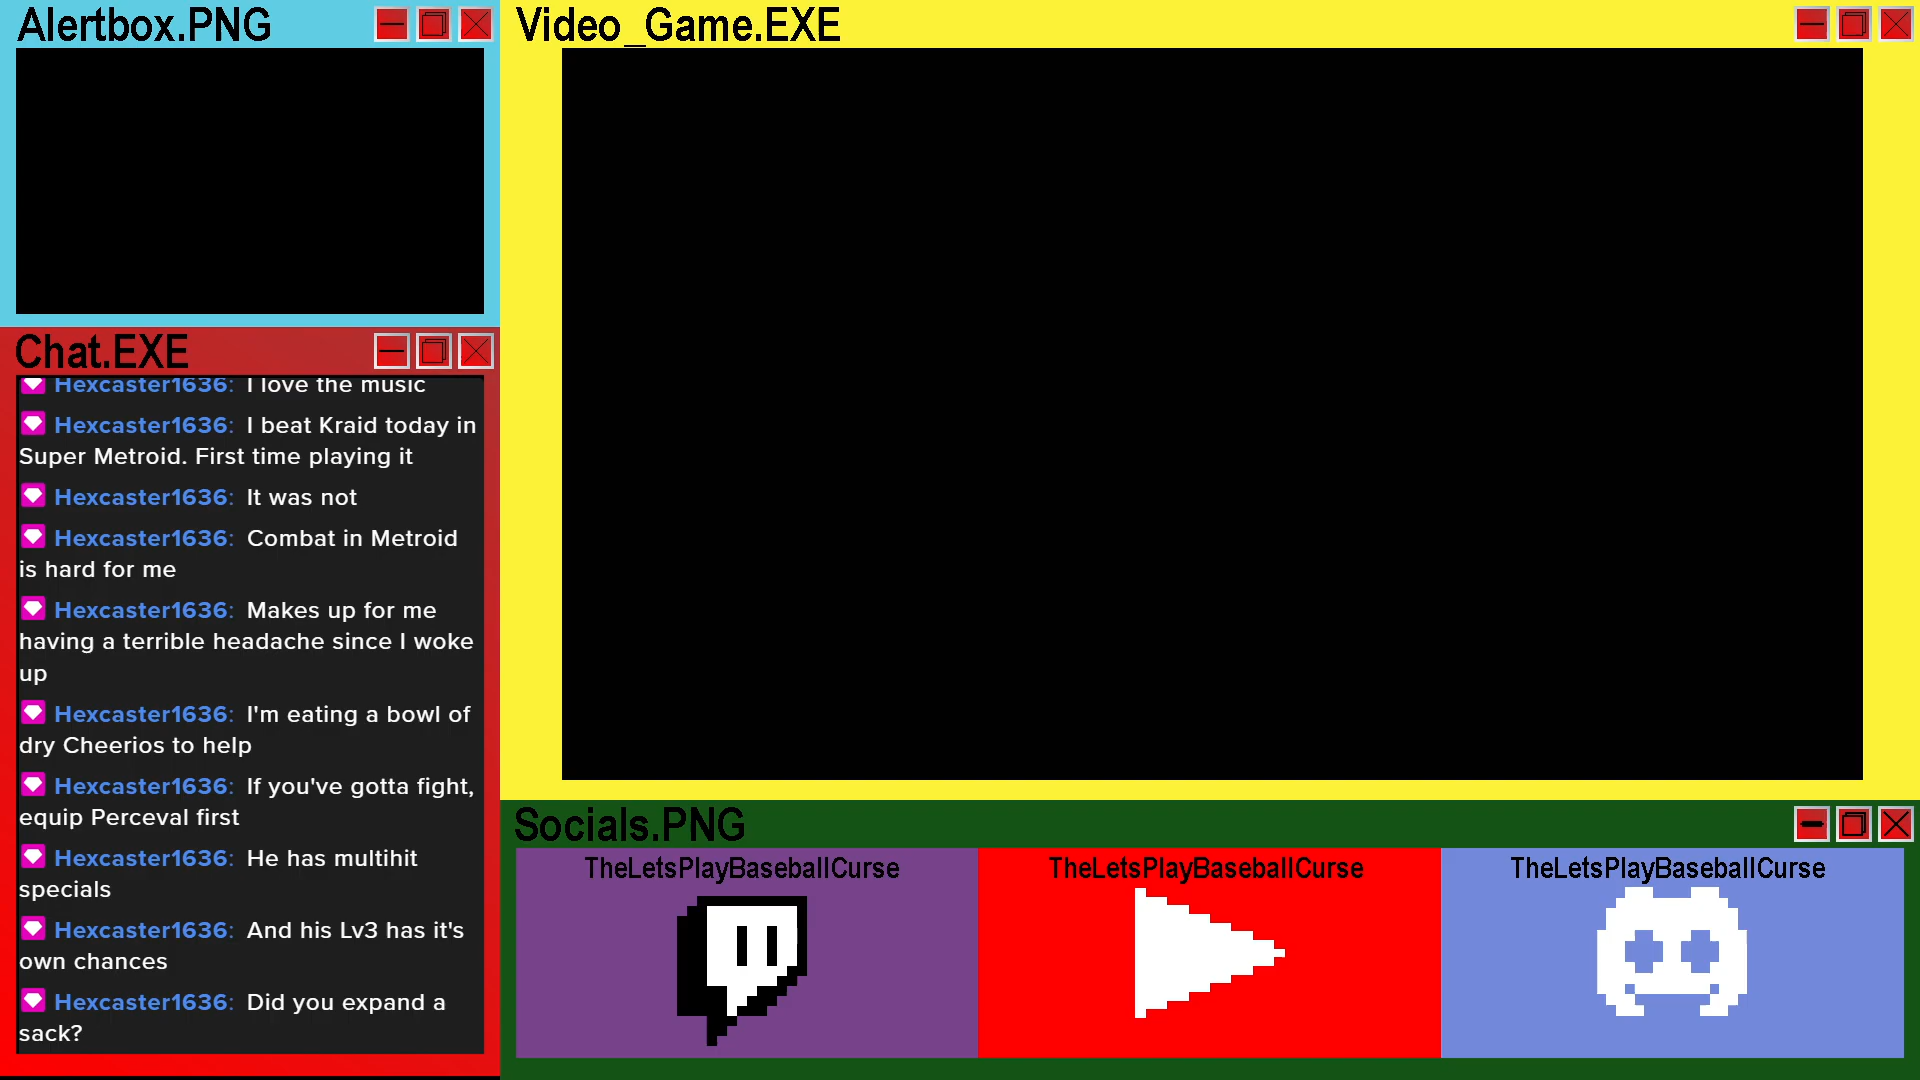 Alertbox.PNG
Video_Game.EXE
Chat.EXE
Hexcaster1636: I love the music
Hexcaster1636: I beat Kraid today in
Super Metroid. First time playing it
Hexcaster1636: It was not
Hexcaster1636: Combat in Metroid
is hard for me
Hexcaster1636: Makes up for me
having a terrible headache since I woke
up
Hexcaster1636: I'm eating a bowl of
dry Cheerios to help
Hexcaster1636: If you've gotta fight,
equip Perceval first
Hexcaster1636: He has multihit
specials
Hexcaster1636: And his Lv3 has it's
own chances
Hexcaster1636: Did you expand a
sack?
Socials.PNG
TheLetsPlayBaseballCurse
TheLetsPlayBaseballCurse
TheLetsPlayBaseballCurse